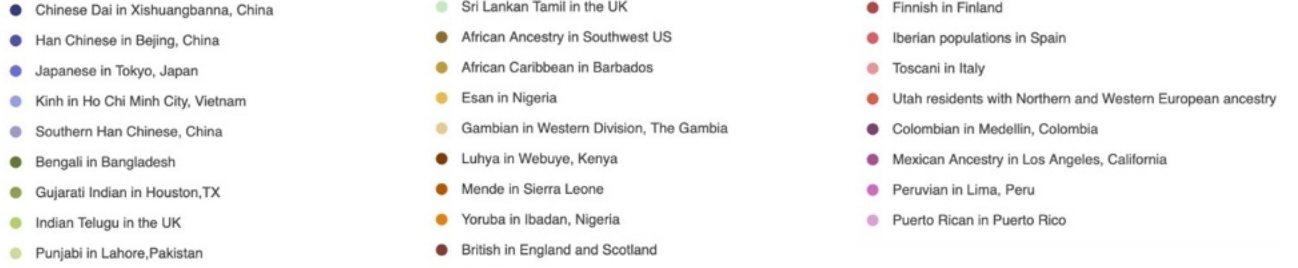 Chinese Dai in Xishuangbanna, China
Han Chinese in Bejing, China
Japanese in Tokyo, Japan
Kinh in Ho Chi Minh City, Vietnam
Southern Han Chinese, China
Bengali in Bangladesh
Gujarati Indian in Houston,TX
Indian Telugu in the UK
Punjabi in Lahore,Pakistan
Sri Lankan Tamil in the UK
African Ancestry in Southwest US
African Caribbean in Barbados
Esan in Nigeria
Gambian in Western Division, The Gambia
Luhya in Webuye, Kenya
Mende in Sierra Leone
Yoruba in Ibadan, Nigeria
British in England and Scotland
Finnish in Finland
Iberian populations in Spain
Toscani in Italy
Utah residents with Northern and Western European ancestry
Colombian in Medellin, Colombia
Mexican Ancestry in Los Angeles, California
Peruvian in Lima, Peru
Puerto Rican in Puerto Rico